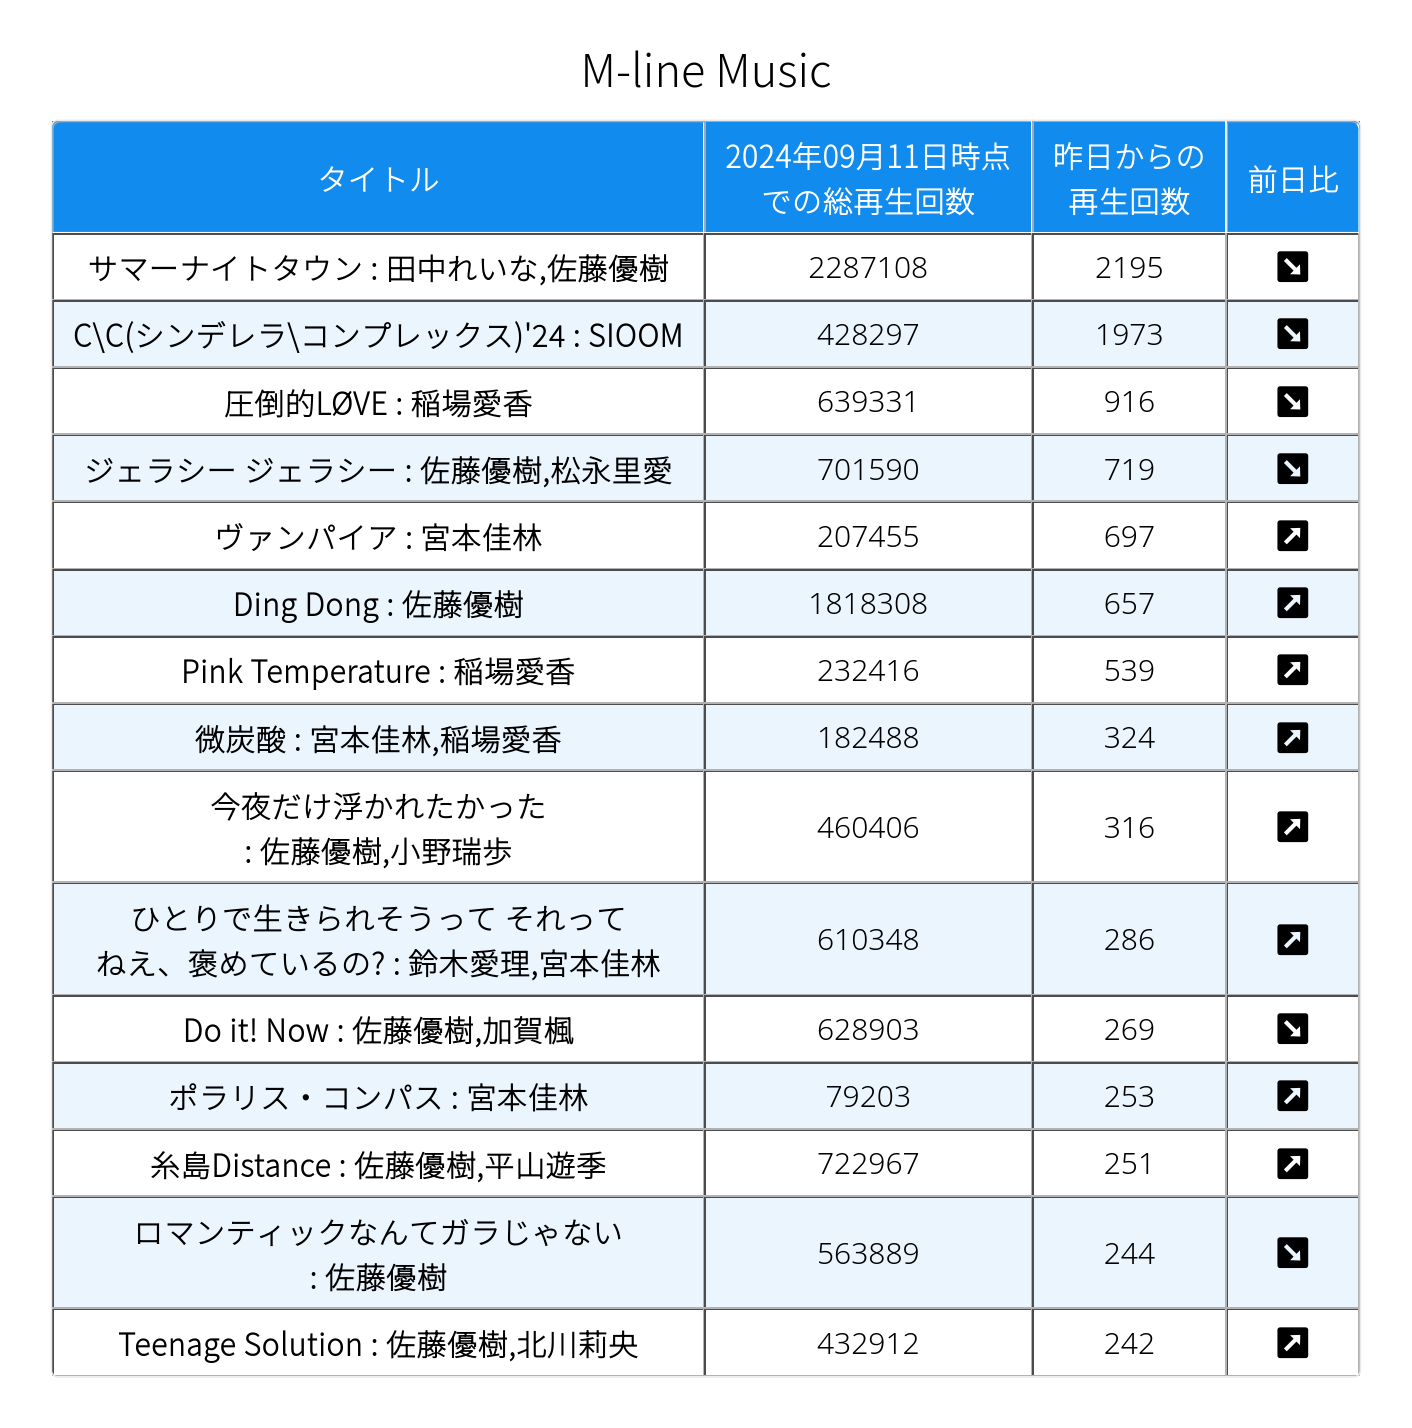 M-line Music
タイトル
2024年09月11日時点
での総再生回数
昨日からの
再生回数
前日比
サマーナイトタウン : 田中れいな,佐藤優樹 2287108 2195
C\C(シンデレラ\コンプレックス)'24 : SIOOM 428297 1973
圧倒的LØVE : 稲場愛香 639331 916
ジェラシー ジェラシー : 佐藤優樹,松永里愛 701590 719
ヴァンパイア : 宮本佳林 207455 697
Ding Dong : 佐藤優樹 1818308 657
Pink Temperature : 稲場愛香 232416 539
微炭酸 : 宮本佳林,稲場愛香 182488 324
今夜だけ浮かれたかった
: 佐藤優樹,小野瑞歩
460406 316
ひとりで生きられそうって それって
ねえ、褒めているの? : 鈴木愛理,宮本佳林
610348 286
Do it! Now : 佐藤優樹,加賀楓 628903 269
ポラリス・コンパス : 宮本佳林 79203 253
糸島Distance : 佐藤優樹,平山遊季 722967 251
ロマンティックなんてガラじゃない
: 佐藤優樹
563889 244
Teenage Solution : 佐藤優樹,北川莉央 432912 242